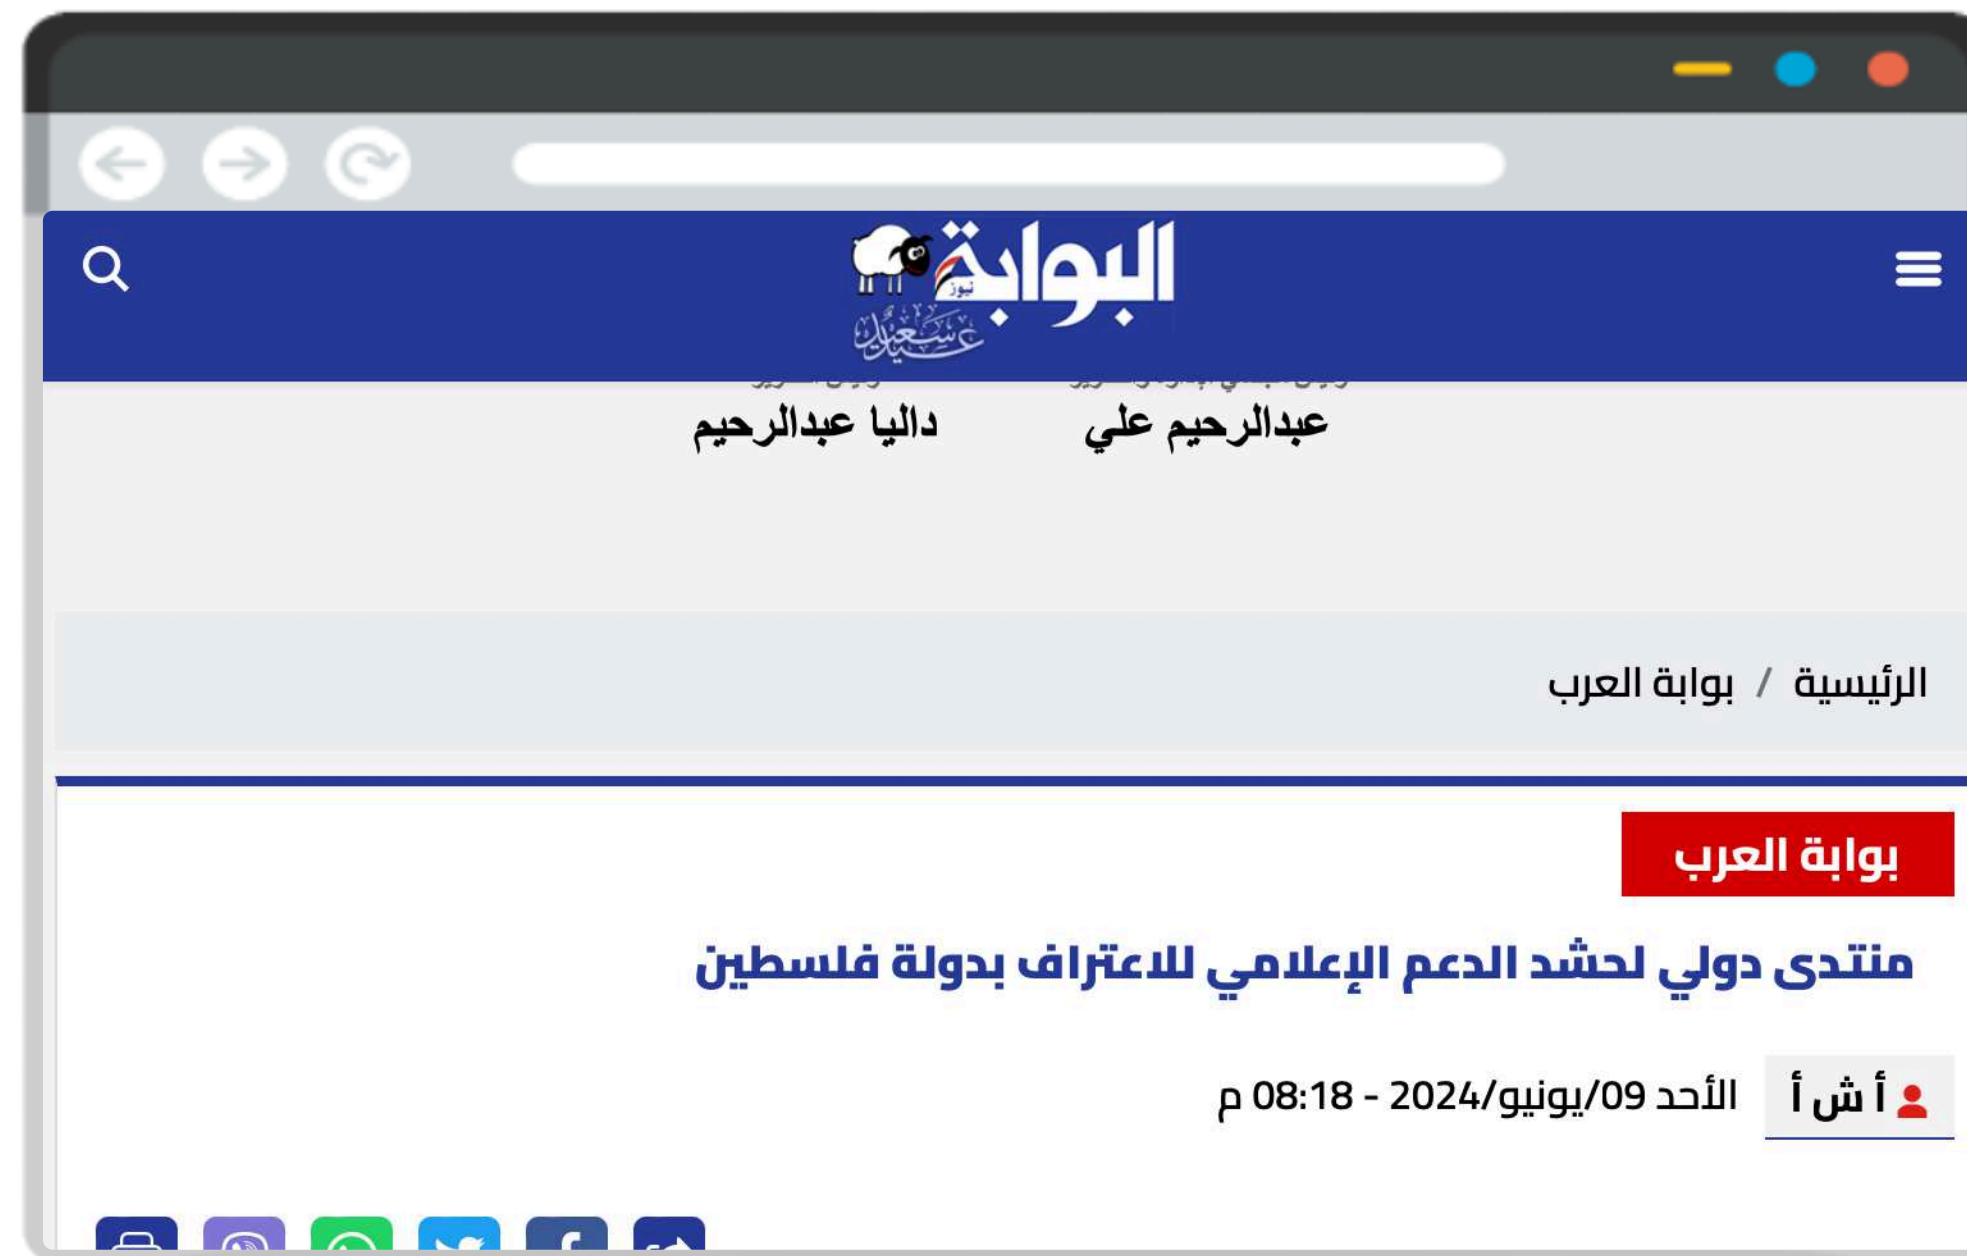 البوابة
نيوز
عيد سعيد
عبدالرحيم علي
داليا عبدالرحيم
الرئيسية / بوابة العرب
بوابة العرب
منتدى دولي لحشد الدعم الإعلامي للاعتراف بدولة فلسطين
أ ش أ الأحد 09/يونيو/2024 - 08:18 م